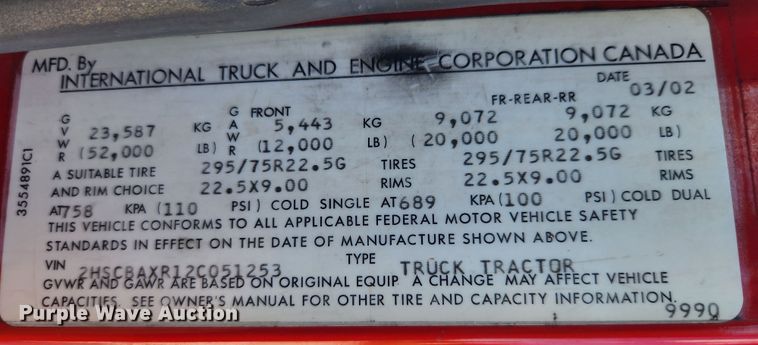 MFD. By INTERNATIONAL TRUCK AND ENGINE CORPORATION CANADA
DATE 03/02
GVWR 23,587 KG GAWR FRONT 5,443 KG FR-REAR-RR 9,072 9,072 KG
(52,000 LB) (12,000 LB) (20,000 20,000 LB)
A SUITABLE TIRE 295/75R22.5G TIRES 295/75R22.5G TIRES
AND RIM CHOICE 22.5X9.00 RIMS 22.5X9.00 RIMS
AT 758 KPA (110 PSI) COLD SINGLE AT 689 KPA (100 PSI) COLD DUAL
THIS VEHICLE CONFORMS TO ALL APPLICABLE FEDERAL MOTOR VEHICLE SAFETY
STANDARDS IN EFFECT ON THE DATE OF MANUFACTURE SHOWN ABOVE.
VIN 2HSCBAXR12C051253 TYPE TRUCK TRACTOR
GVWR AND GAWR ARE BASED ON ORIGINAL EQUIP A CHANGE MAY AFFECT VEHICLE
CAPACITIES. SEE OWNER'S MANUAL FOR OTHER TIRE AND CAPACITY INFORMATION.
9990
3554891C1
Purple Wave Auction